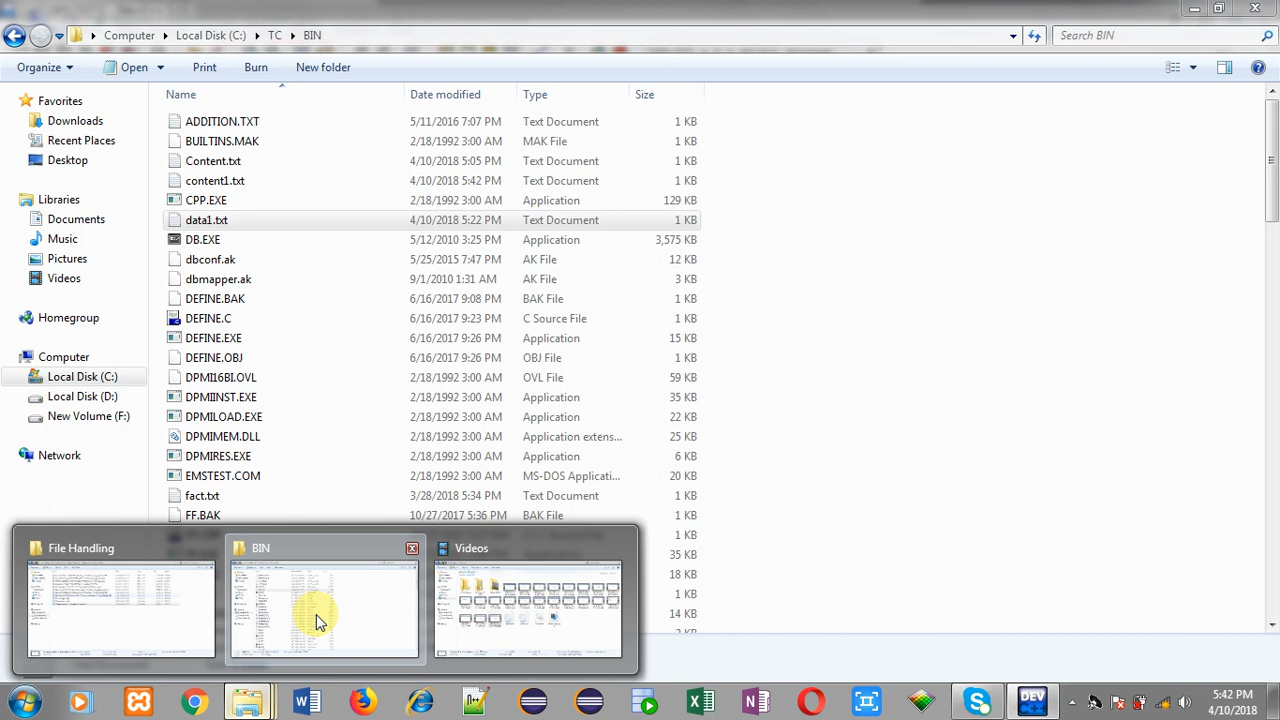 Computer Local Disk (C:) TC BIN Search BIN
Organize Open Print Burn New folder
Name Date modified Type Size
Favorites
Downloads
Recent Places
Desktop
Libraries
Documents
Music
Pictures
Videos
Homegroup
Computer
Local Disk (C:)
Local Disk (D:)
New Volume (F:)
Network
ADDITION.TXT 5/11/2016 7:07 PM Text Document 1 KB
BUILTINS.MAK 2/18/1992 3:00 AM MAK File 1 KB
Content.txt 4/10/2018 5:05 PM Text Document 1 KB
content1.txt 4/10/2018 5:42 PM Text Document 1 KB
CPP.EXE 2/18/1992 3:00 AM Application 129 KB
data1.txt 4/10/2018 5:22 PM Text Document 1 KB
DB.EXE 5/12/2010 3:25 PM Application 3,575 KB
dbconf.ak 5/25/2015 7:47 PM AK File 12 KB
dbmapper.ak 9/1/2010 1:31 AM AK File 3 KB
DEFINE.BAK 6/16/2017 9:08 PM BAK File 1 KB
DEFINE.C 6/16/2017 9:23 PM C Source File 1 KB
DEFINE.EXE 6/16/2017 9:26 PM Application 15 KB
DEFINE.OBJ 6/16/2017 9:26 PM OBJ File 1 KB
DPMI16BI.OVL 2/18/1992 3:00 AM OVL File 59 KB
DPMIINST.EXE 2/18/1992 3:00 AM Application 35 KB
DPMILOAD.EXE 2/18/1992 3:00 AM Application 22 KB
DPMIMEM.DLL 2/18/1992 3:00 AM Application extens... 25 KB
DPMIRES.EXE 2/18/1992 3:00 AM Application 6 KB
EMSTEST.COM 2/18/1992 3:00 AM MS-DOS Applicati... 20 KB
fact.txt 3/28/2018 5:34 PM Text Document 1 KB
FF.BAK 10/27/2017 5:36 PM BAK File 1 KB
35 KB
18 KB
1 KB
14 KB
File Handling BIN Videos
DEV
5:42 PM
4/10/2018